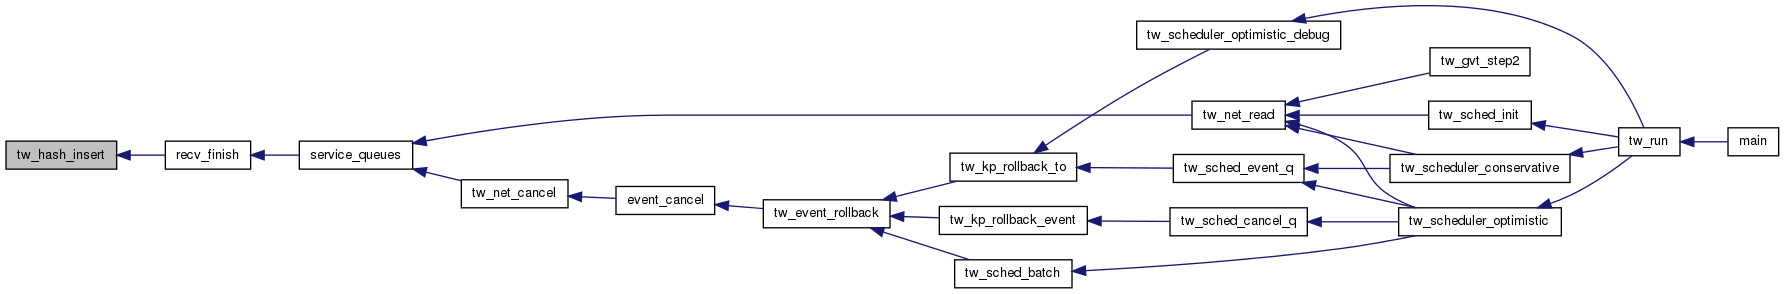 tw_hash_insert
recv_finish
service_queues
tw_net_cancel
event_cancel
tw_event_rollback
tw_kp_rollback_to
tw_kp_rollback_event
tw_sched_batch
tw_scheduler_optimistic_debug
tw_net_read
tw_sched_event_q
tw_sched_cancel_q
tw_gvt_step2
tw_sched_init
tw_scheduler_conservative
tw_scheduler_optimistic
tw_run
main